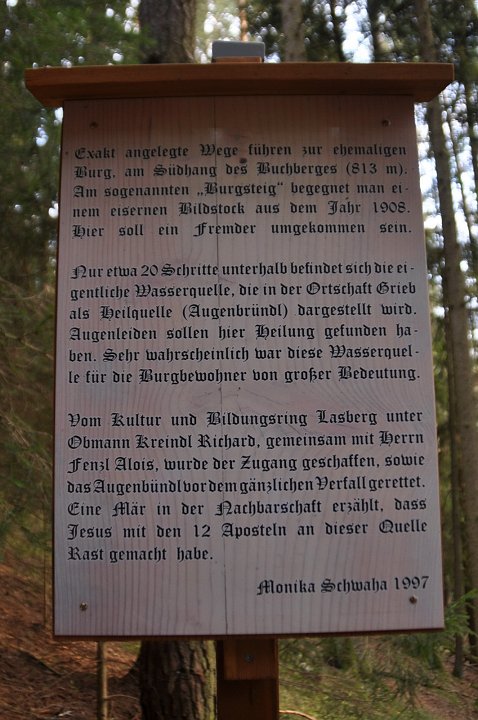 Exakt angelegte Wege führen zur ehemaligen
Burg, am Südhang des Buchberges (813 m).
Am sogenannten „Burgsteig“ begegnet man ei-
nem eisernen Bildstock aus dem Jahr 1908.
Hier soll ein Fremder umgekommen sein.
Nur etwa 20 Schritte unterhalb befindet sich die ei-
gentliche Wasserquelle, die in der Ortschaft Grieb
als Heilquelle (Augenbründl) dargestellt wird.
Augenleiden sollen hier Heilung gefunden ha-
ben. Sehr wahrscheinlich war diese Wasserquel-
le für die Burgbewohner von großer Bedeutung.
Vom Kultur und Bildungsring Lasberg unter
Obmann Kreindl Richard, gemeinsam mit Herrn
Fenzl Alois, wurde der Zugang geschaffen, sowie
das Augenbündl vor dem gänzlichen Verfall gerettet.
Eine Mär in der Nachbarschaft erzählt, dass
Jesus mit den 12 Aposteln an dieser Quelle
Rast gemacht habe.
Monika Schwaha 1997